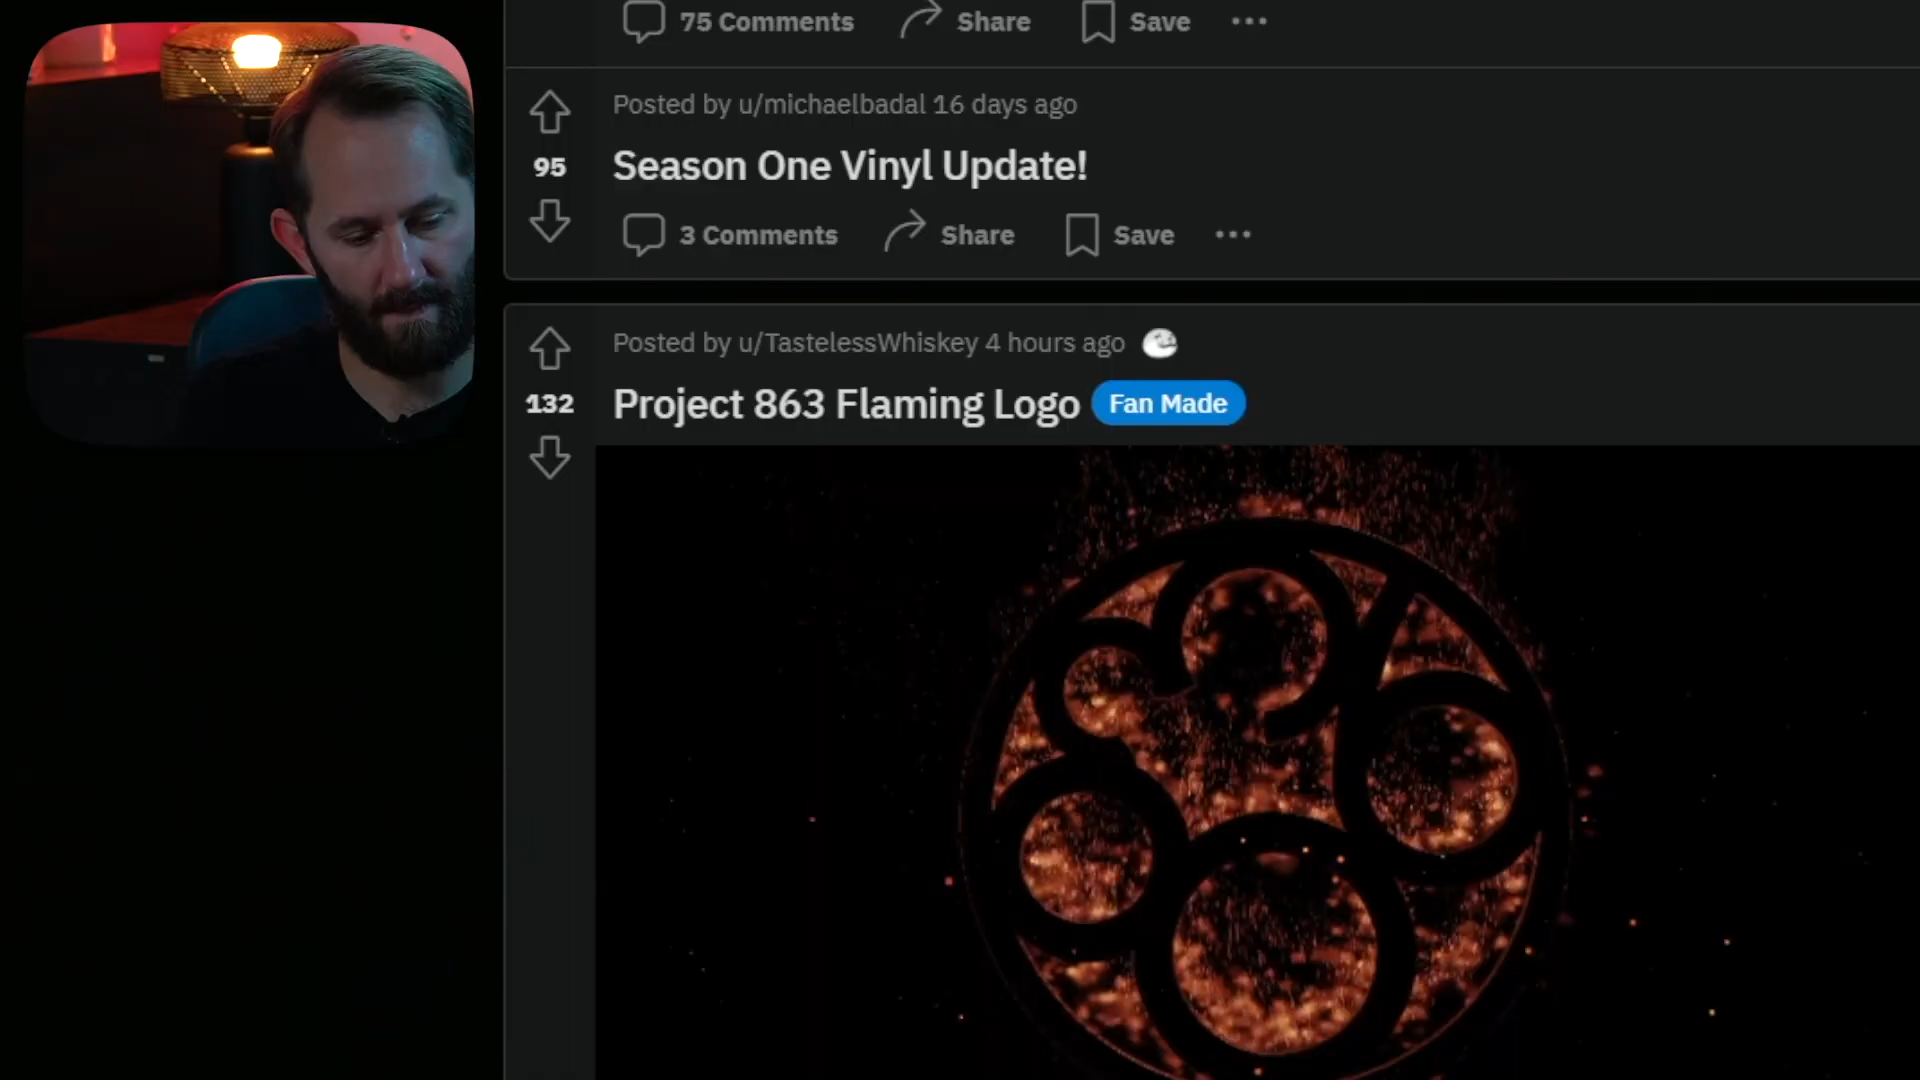 75 Comments Share Save
Posted by u/michaelbadal 16 days ago
95
Season One Vinyl Update!
3 Comments Share Save
Posted by u/TastelessWhiskey 4 hours ago
132
Project 863 Flaming Logo Fan Made